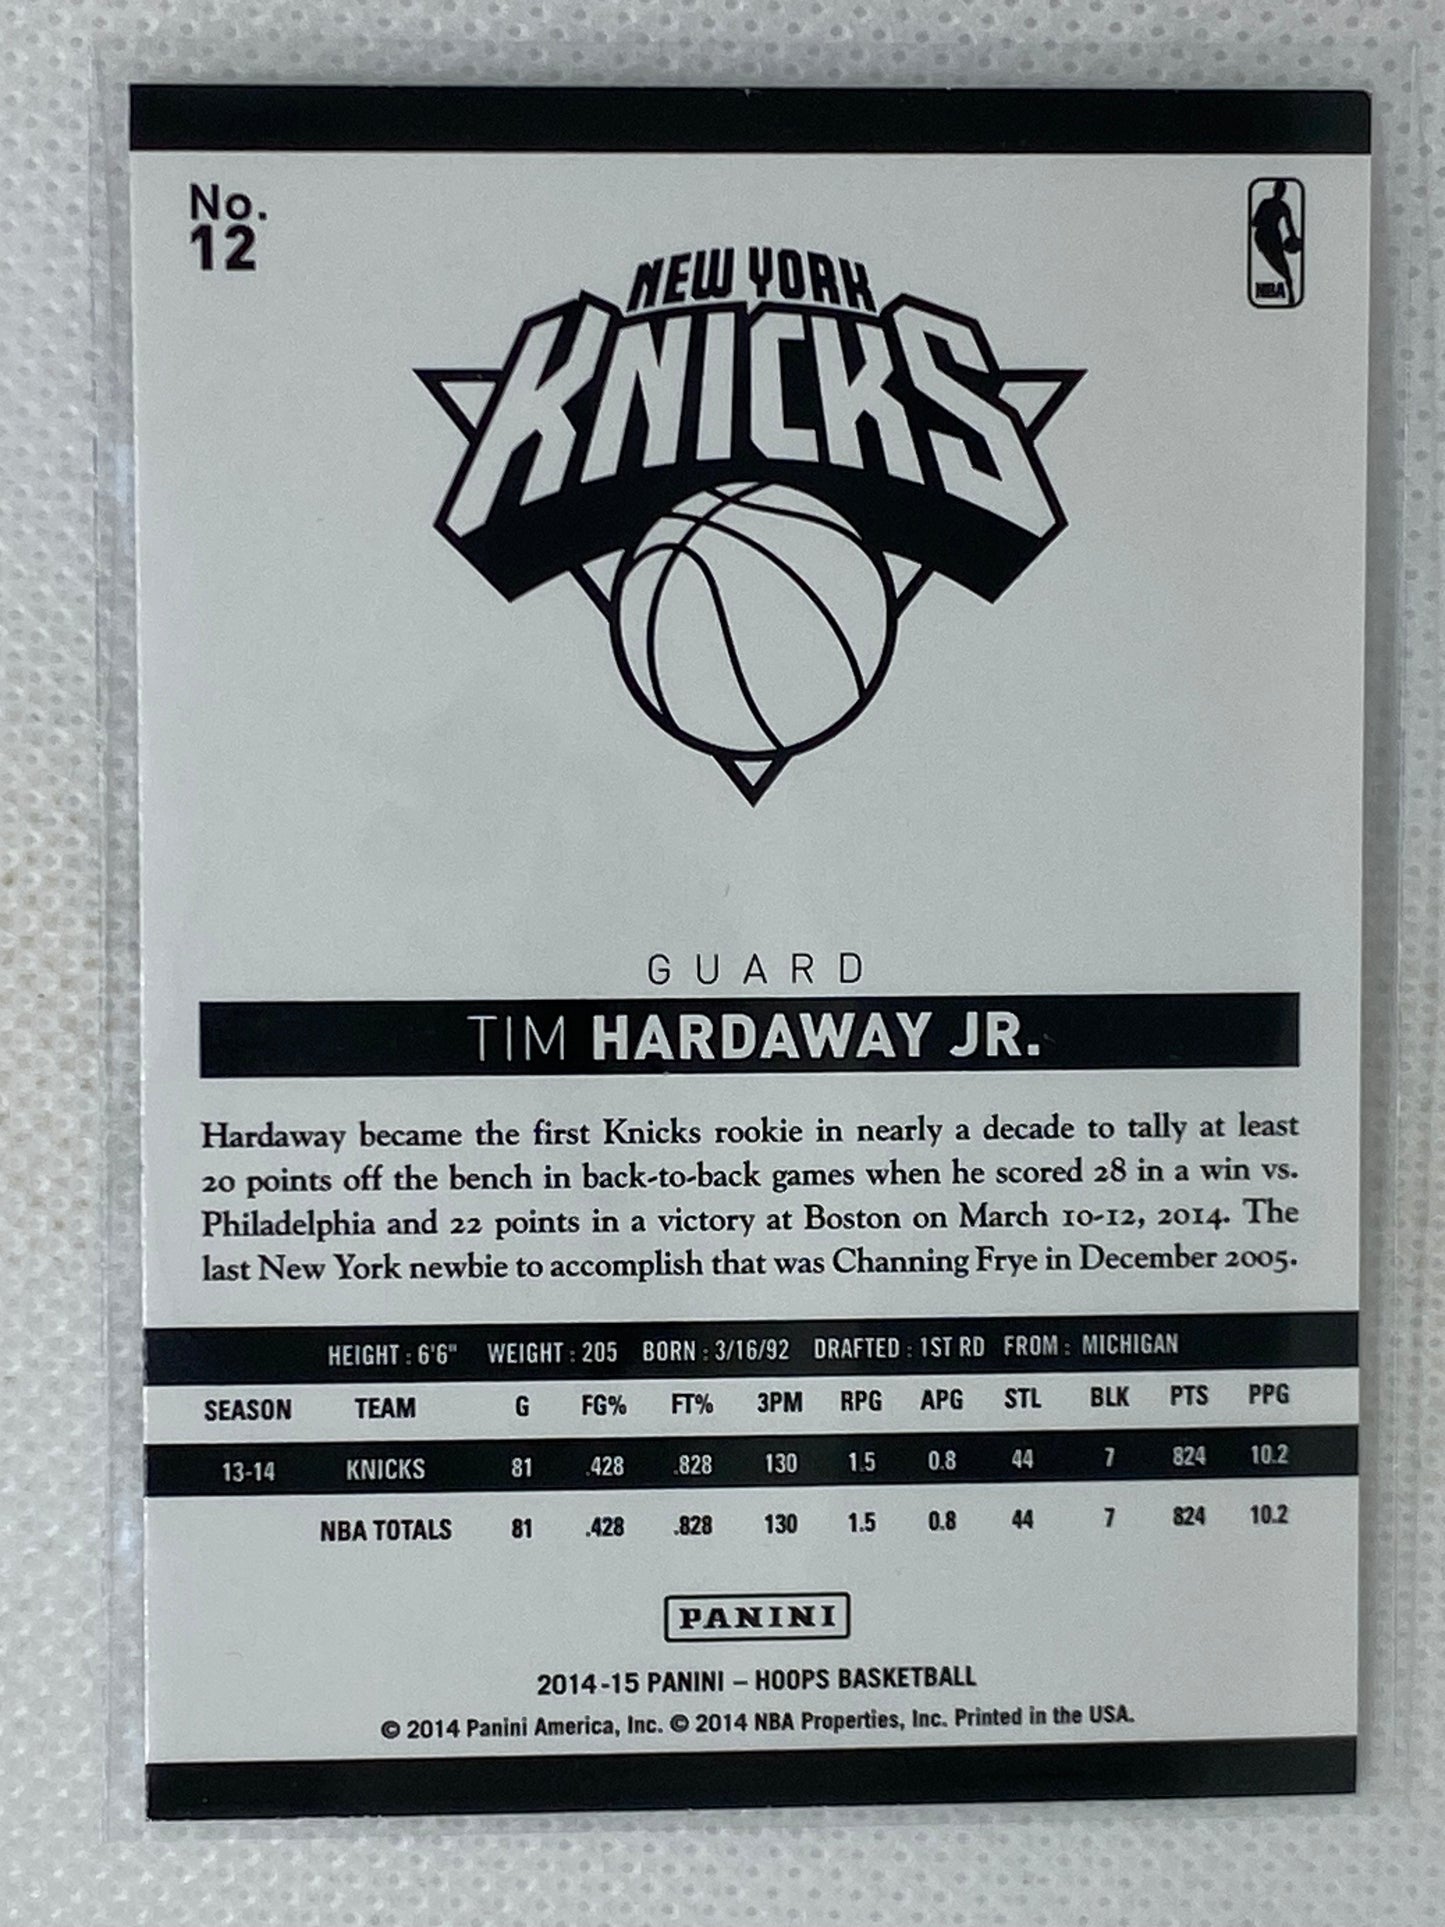 No.
12
NBA
NEW YORK
KNICKS
GUARD
TIM HARDAWAY JR.
Hardaway became the first Knicks rookie in nearly a decade to tally at least
20 points off the bench in back-to-back games when he scored 28 in a win vs.
Philadelphia and 22 points in a victory at Boston on March 10-12, 2014. The
last New York newbie to accomplish that was Channing Frye in December 2005.
HEIGHT : 6'6" WEIGHT : 205 BORN : 3/16/92 DRAFTED : 1ST RD FROM : MICHIGAN
SEASON TEAM G FG% FT% 3PM RPG APG STL BLK PTS PPG
13-14 KNICKS 81 .428 .828 130 1.5 0.8 44 7 824 10.2
NBA TOTALS 81 .428 .828 130 1.5 0.8 44 7 824 10.2
PANINI
2014-15 PANINI – HOOPS BASKETBALL
© 2014 Panini America, Inc. © 2014 NBA Properties, Inc. Printed in the USA.